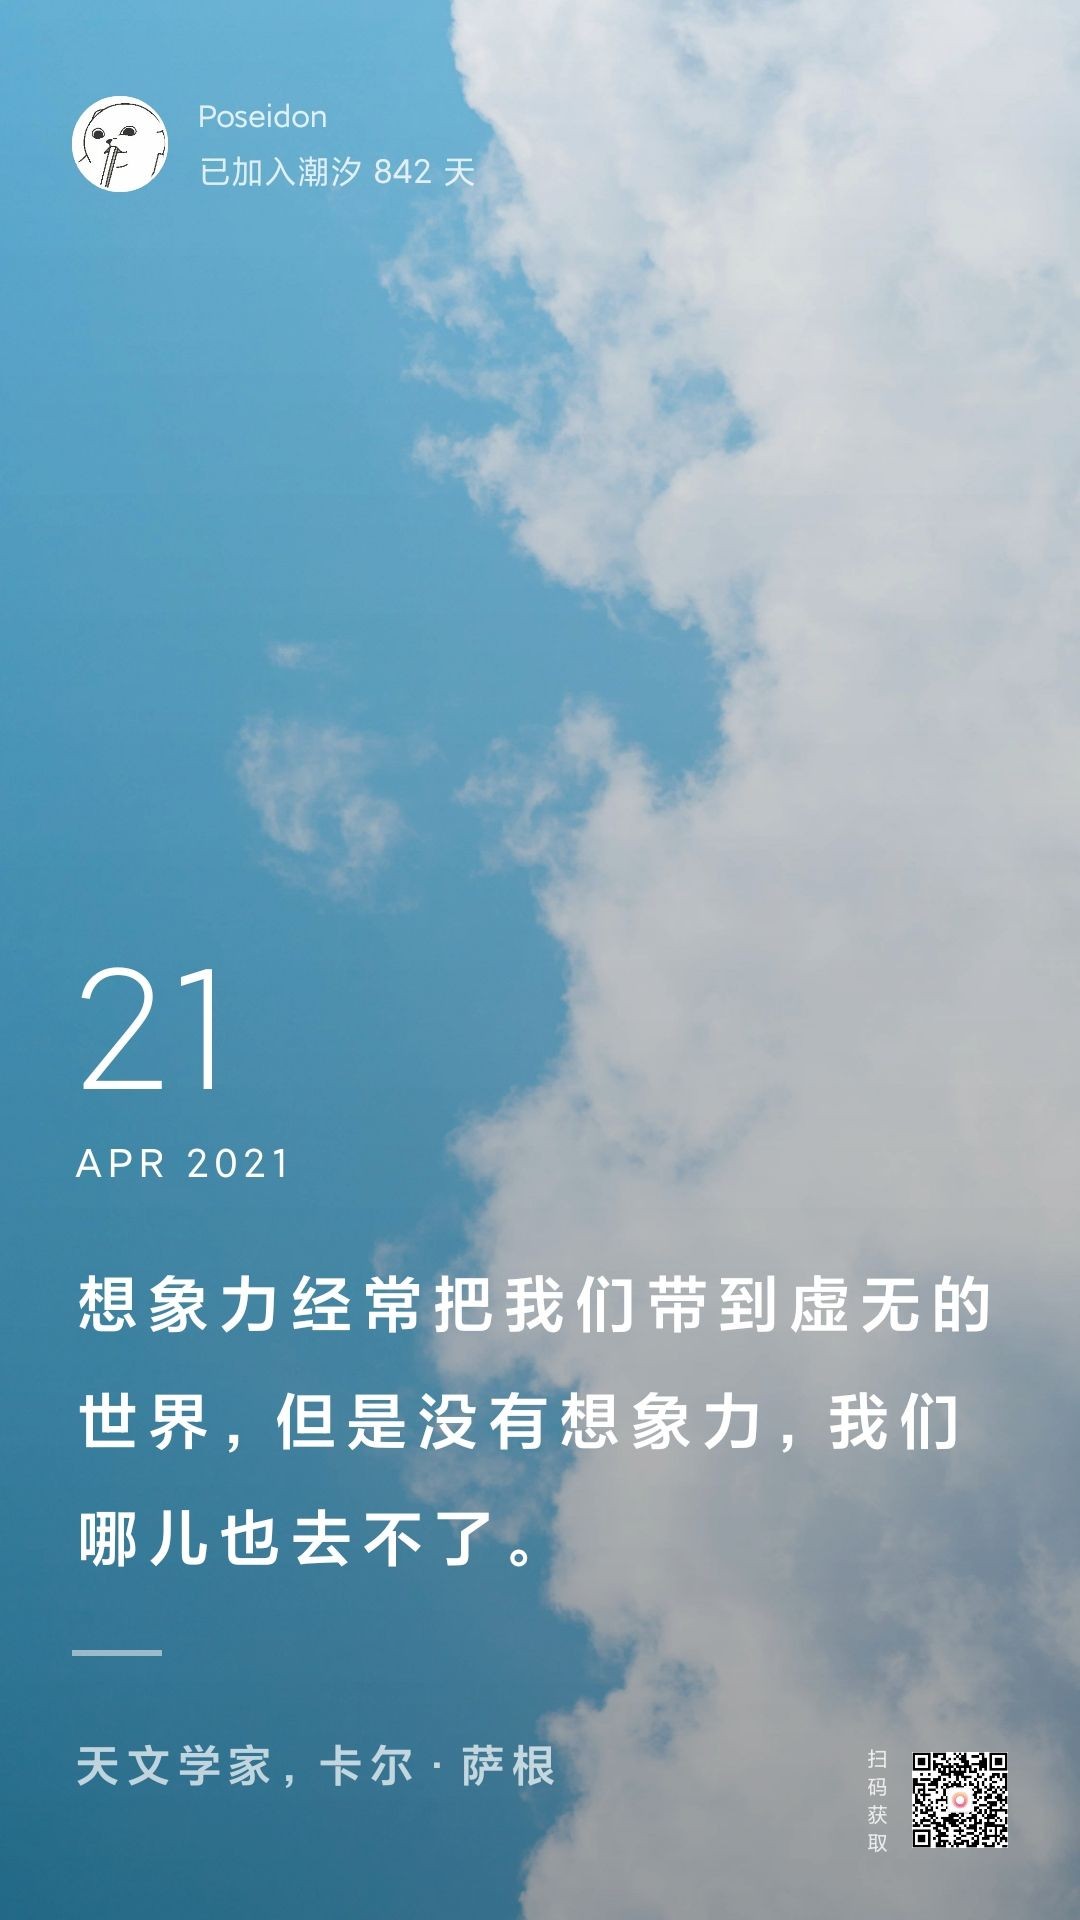 Poseidon
已加入潮汐 842 天
21
APR 2021
想象力经常把我们带到虚无的
世界，但是没有想象力，我们
哪儿也去不了。
天文学家，卡尔·萨根
扫码获取